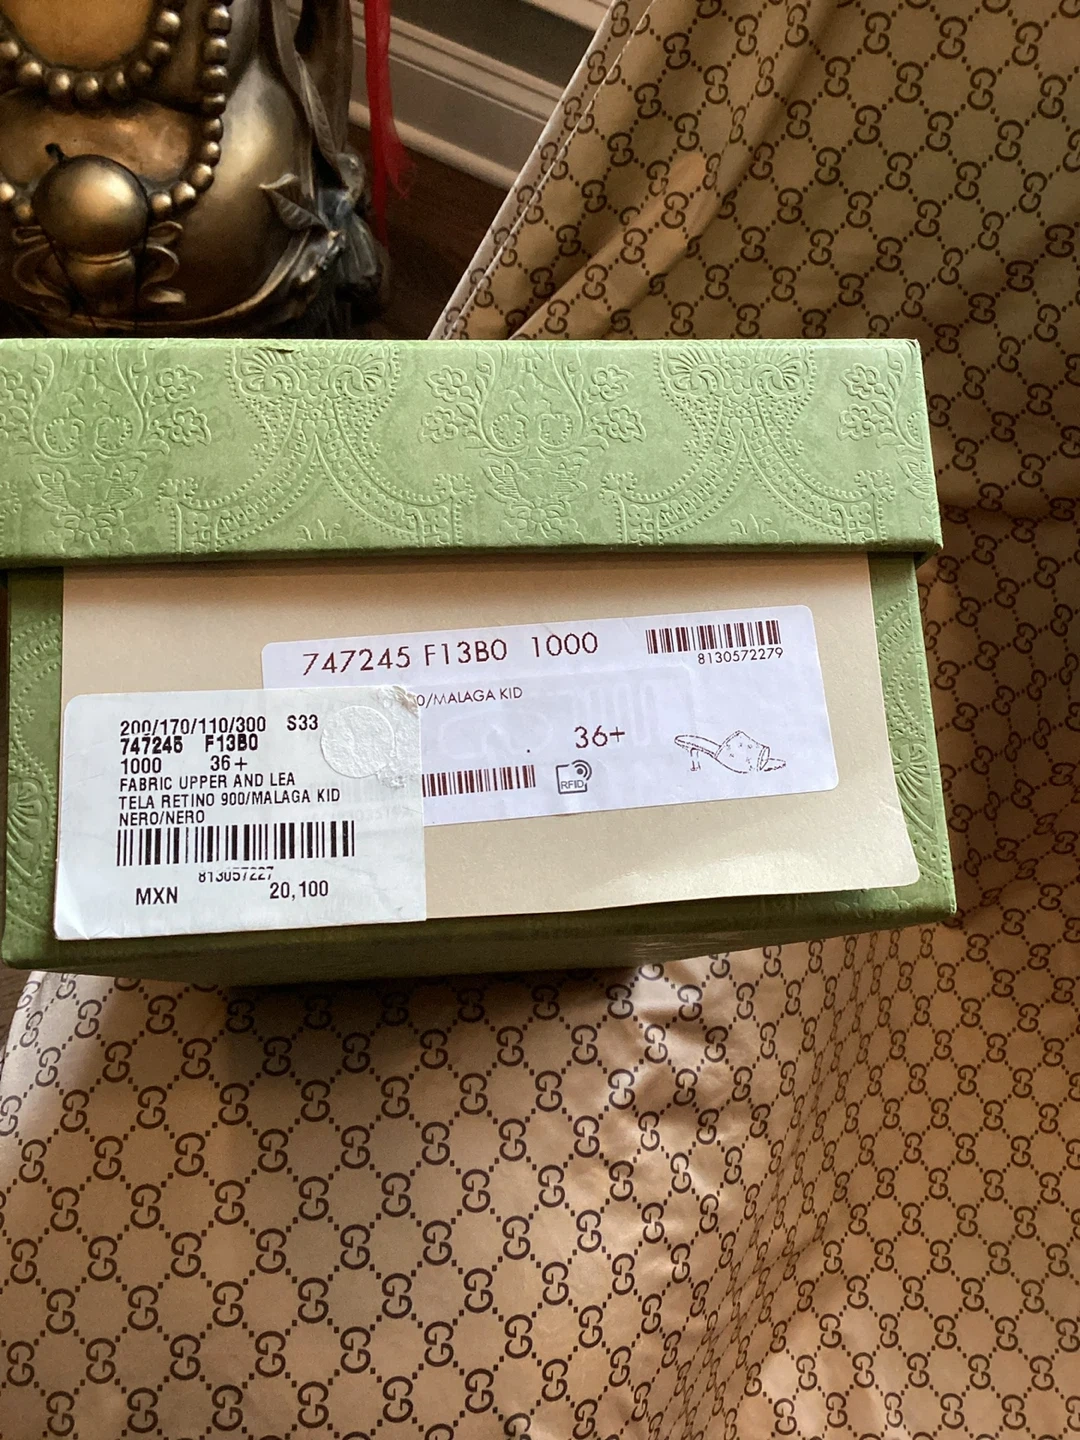 747245 F13B0 1000
8130572279
0/MALAGA KID
36+
RFID
200/170/110/300 S33
747245 F13B0
1000 36+
FABRIC UPPER AND LEA
TELA RETINO 900/MALAGA KID
NERO/NERO
813057227
MXN 20,100